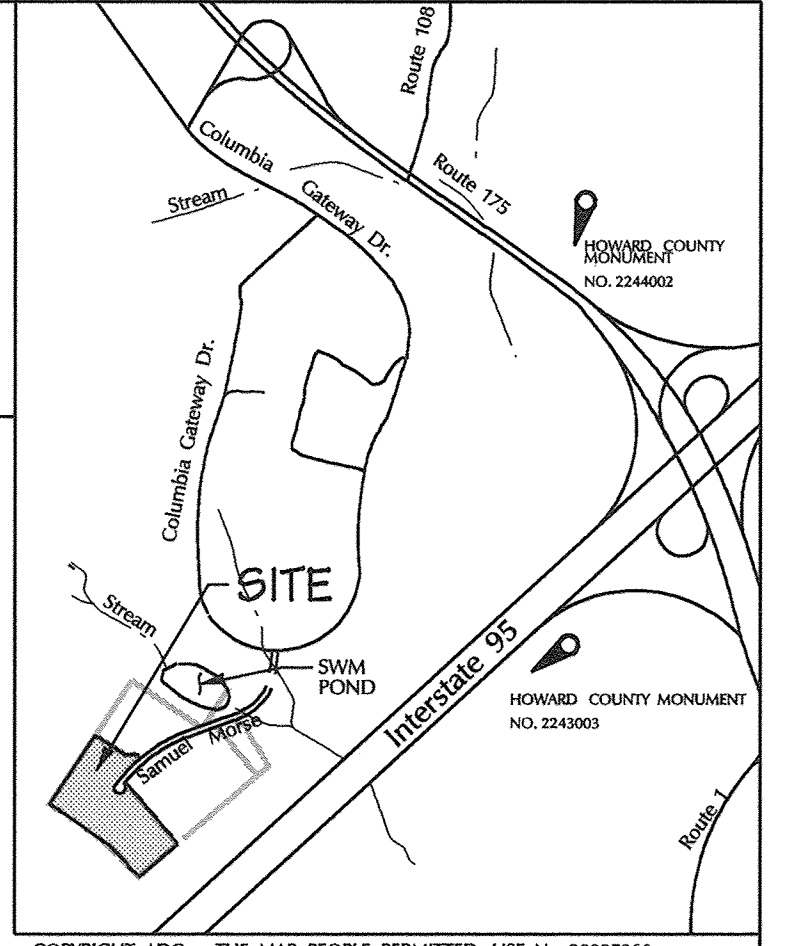 Route 108
Columbia
Gateway Dr.
Route 175
Stream
HOWARD COUNTY
MONUMENT
NO. 2244002
Columbia Gateway Dr.
SITE
Stream
SWM
POND
Interstate 95
HOWARD COUNTY MONUMENT
NO. 2243003
Samuel Morse
Route 1